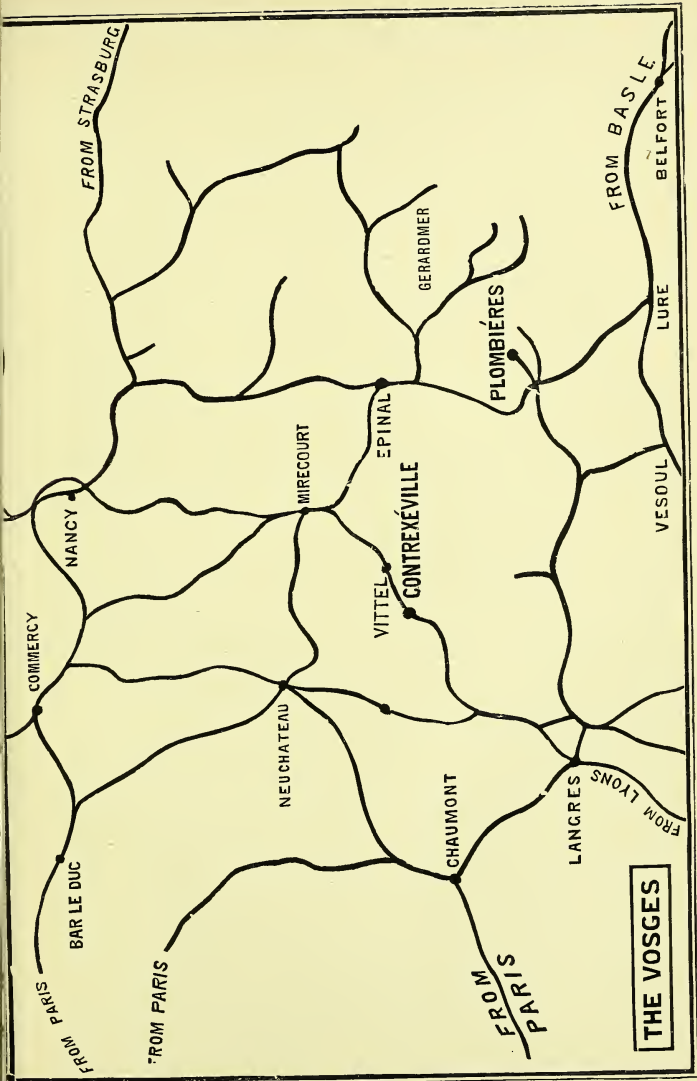 FROM STRASBURG
COMMERCY
NANCY
BAR LE DUC
FROM PARIS
FROM PARIS
MIRECOURT
NEUCHATEAU
EPINAL
GERARDMER
VITTEL
CONTREXÉVILLE
PLOMBIÉRES
CHAUMONT
FROM
PARIS
LANGRES
FROM LYONS
FROM BASLE
BELFORT
LURE
VESOUL
THE VOSGES